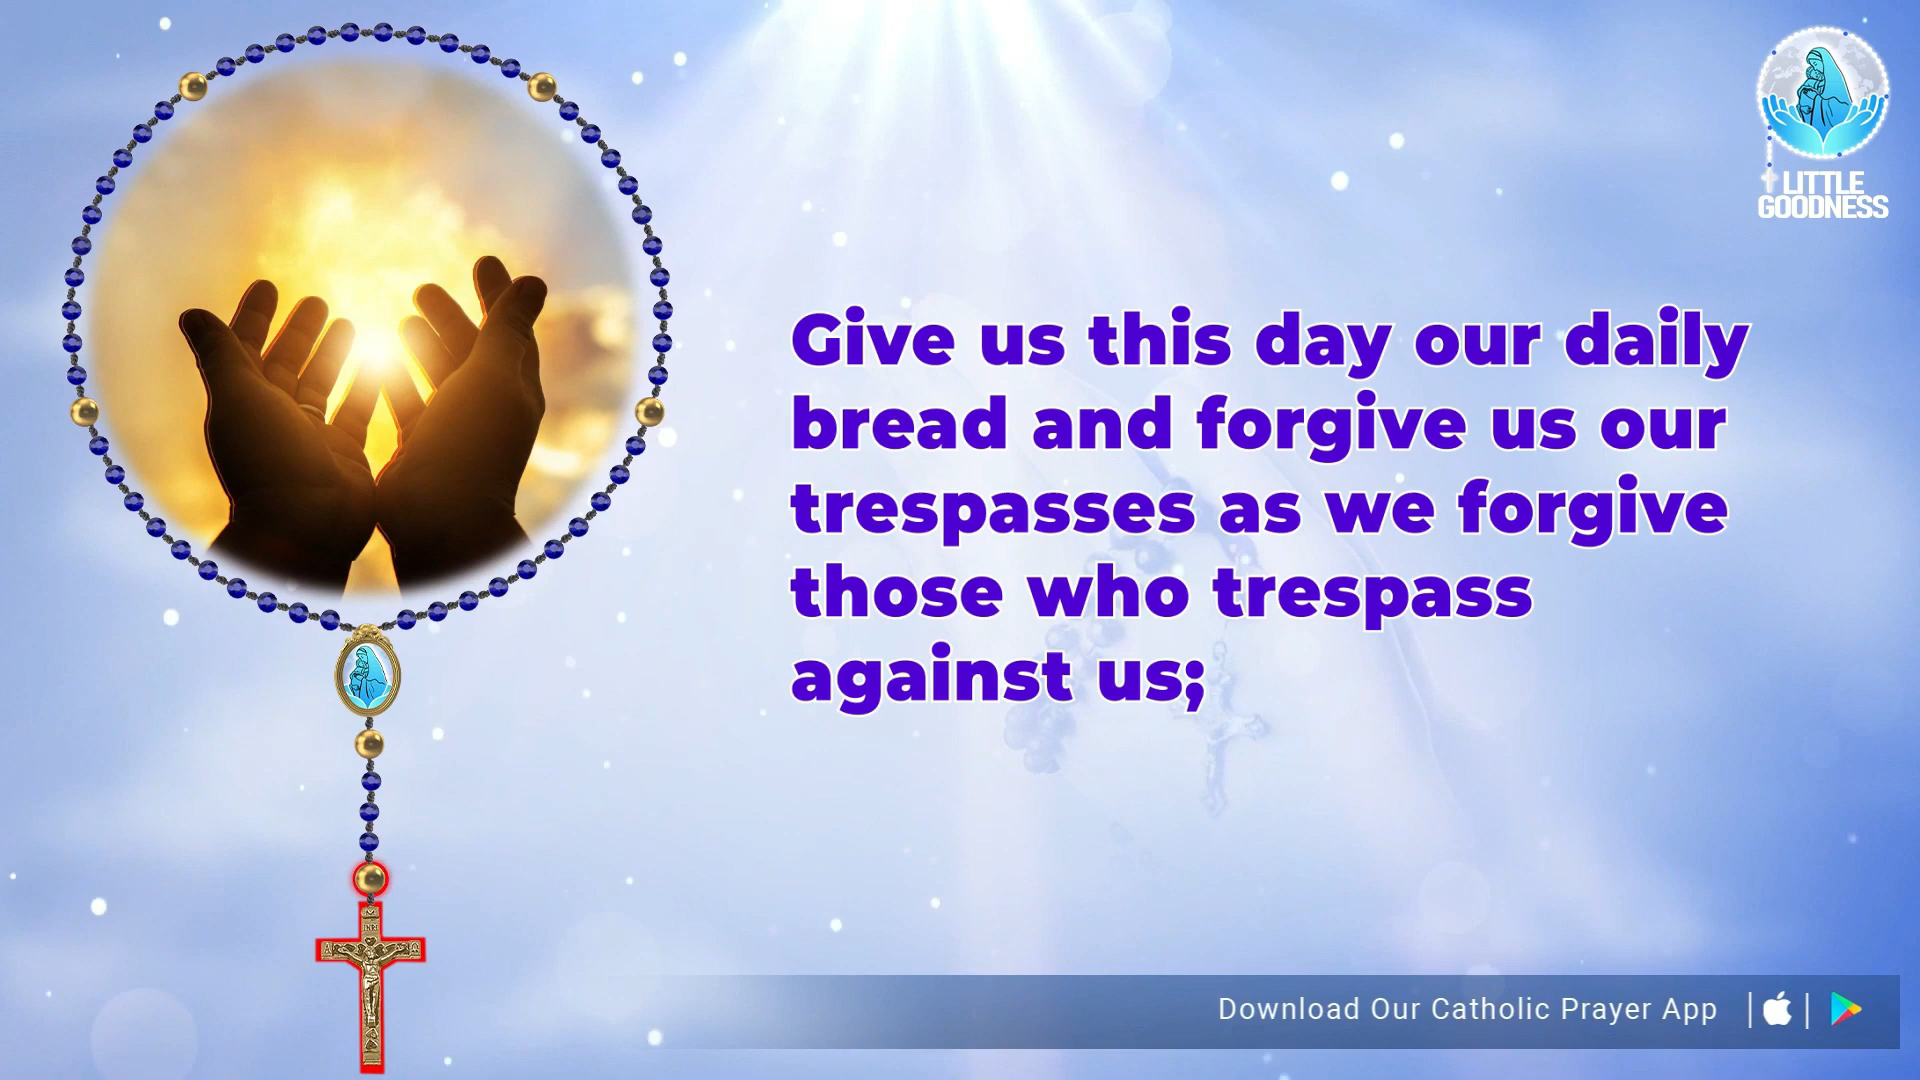 LITTLE
GOODNESS
Give us this day our daily
bread and forgive us our
trespasses as we forgive
those who trespass
against us;
INRI
A Ω
Download Our Catholic Prayer App